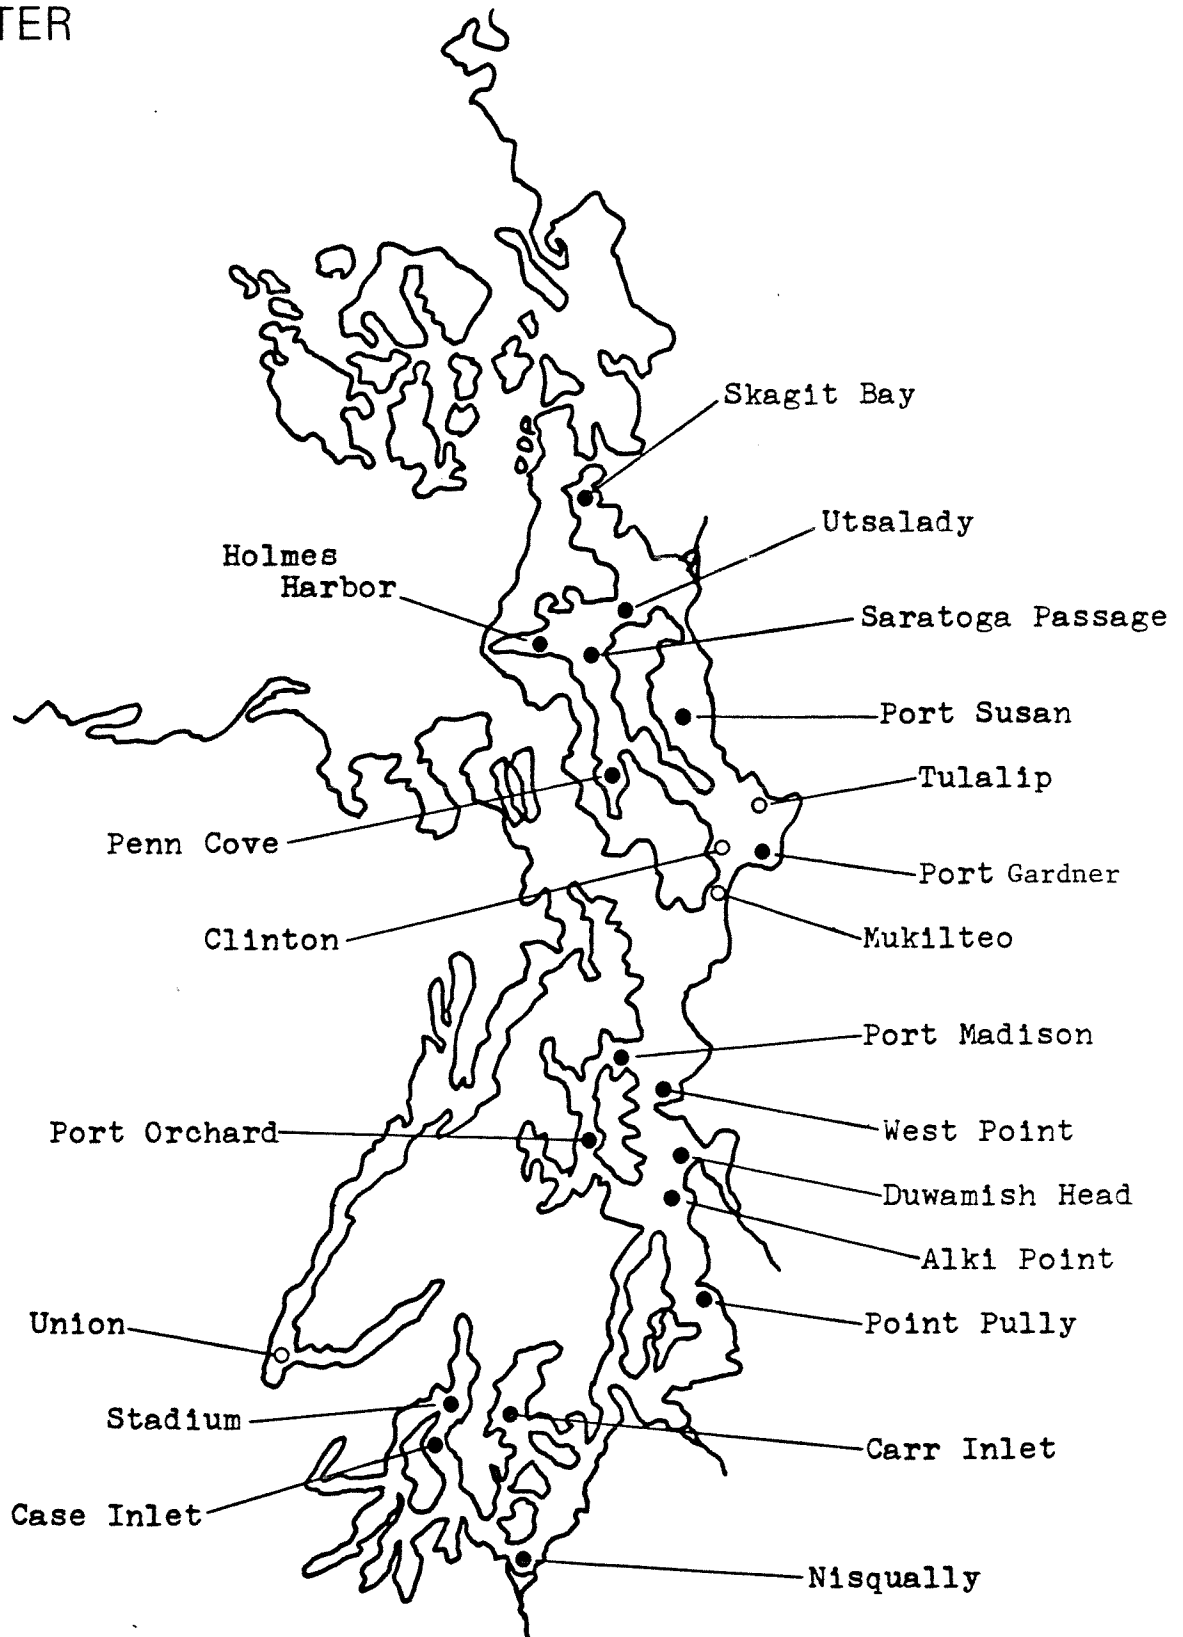 TER
Skagit Bay
Utsalady
Holmes
Harbor
Saratoga Passage
Port Susan
Tulalip
Penn Cove
Port Gardner
Clinton
Mukilteo
Port Madison
Port Orchard
West Point
Duwamish Head
Alki Point
Union
Point Pully
Stadium
Carr Inlet
Case Inlet
Nisqually